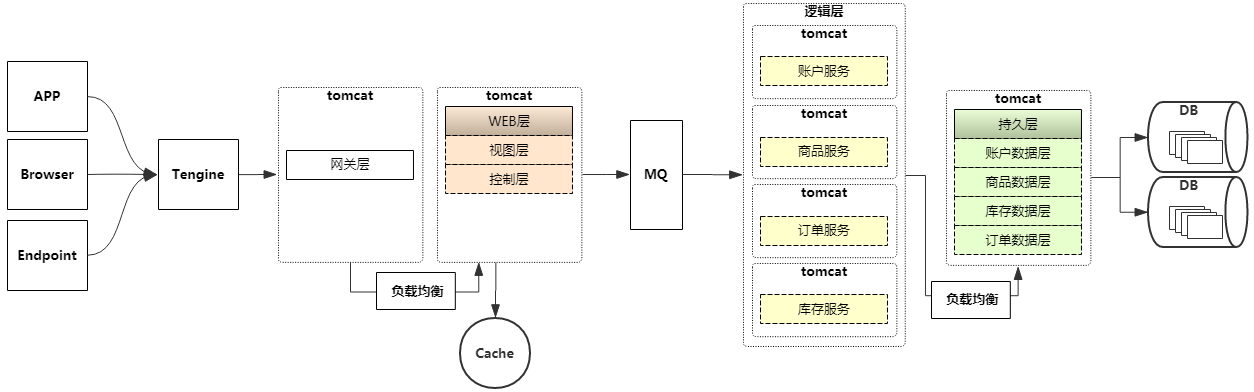 APP
Browser
Endpoint
Tengine
tomcat
网关层
负载均衡
tomcat
WEB层
视图层
控制层
Cache
MQ
逻辑层
tomcat
账户服务
tomcat
商品服务
tomcat
订单服务
tomcat
库存服务
负载均衡
tomcat
持久层
账户数据层
商品数据层
库存数据层
订单数据层
DB
DB